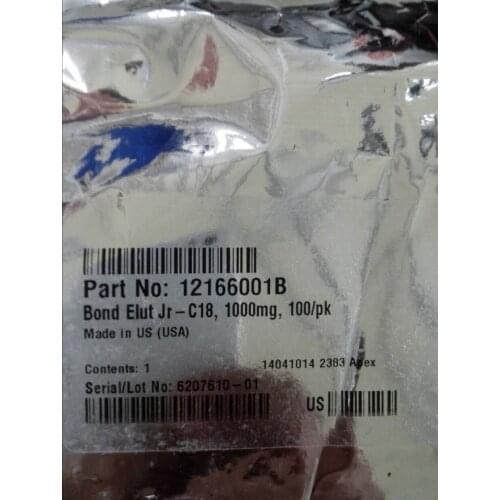 Part No: 12166001B
Bond Elut Jr-C18, 1000mg, 100/pk
Made in US (USA)
Contents: 1
14041014 2383 Apex
Serial/Lot No: 6207610-01
US